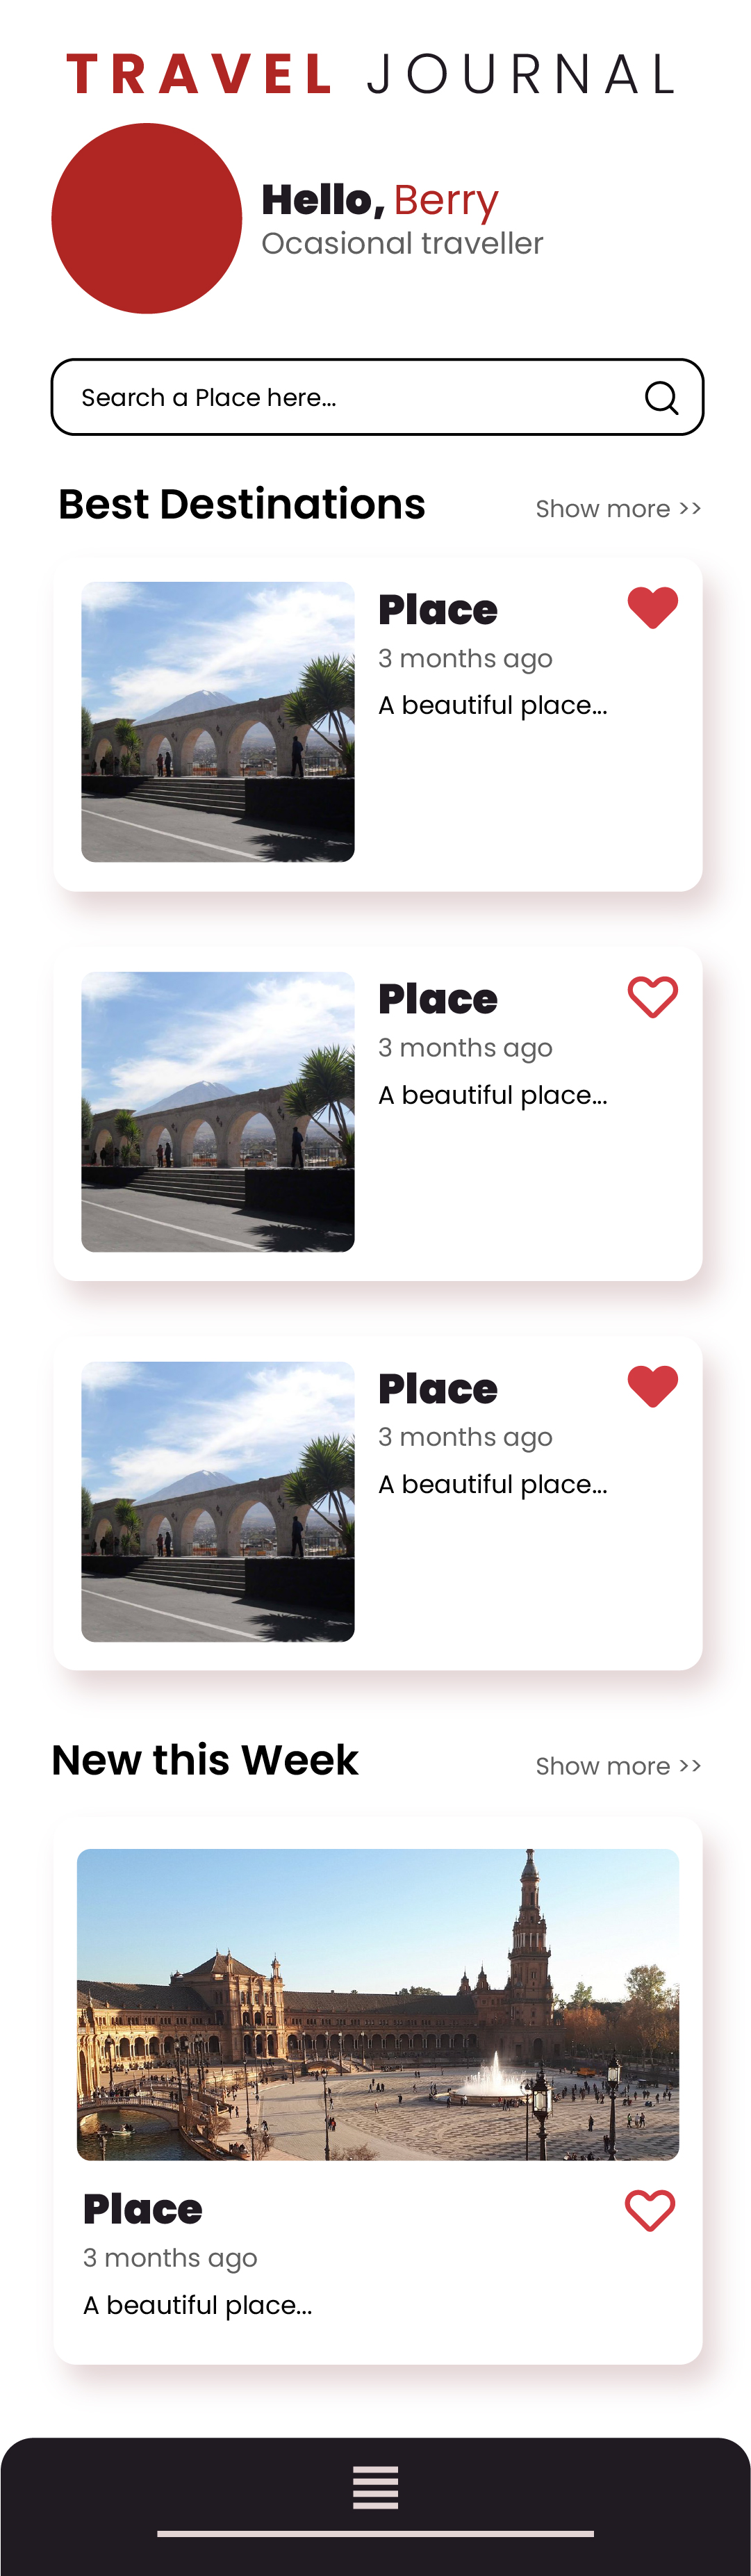 TRAVEL JOURNAL
Hello, Berry
Ocasional traveller
Search a Place here...
Best Destinations
Show more >>
Place
3 months ago
A beautiful place...
Place
3 months ago
A beautiful place...
Place
3 months ago
A beautiful place...
New this Week
Show more >>
Place
3 months ago
A beautiful place...